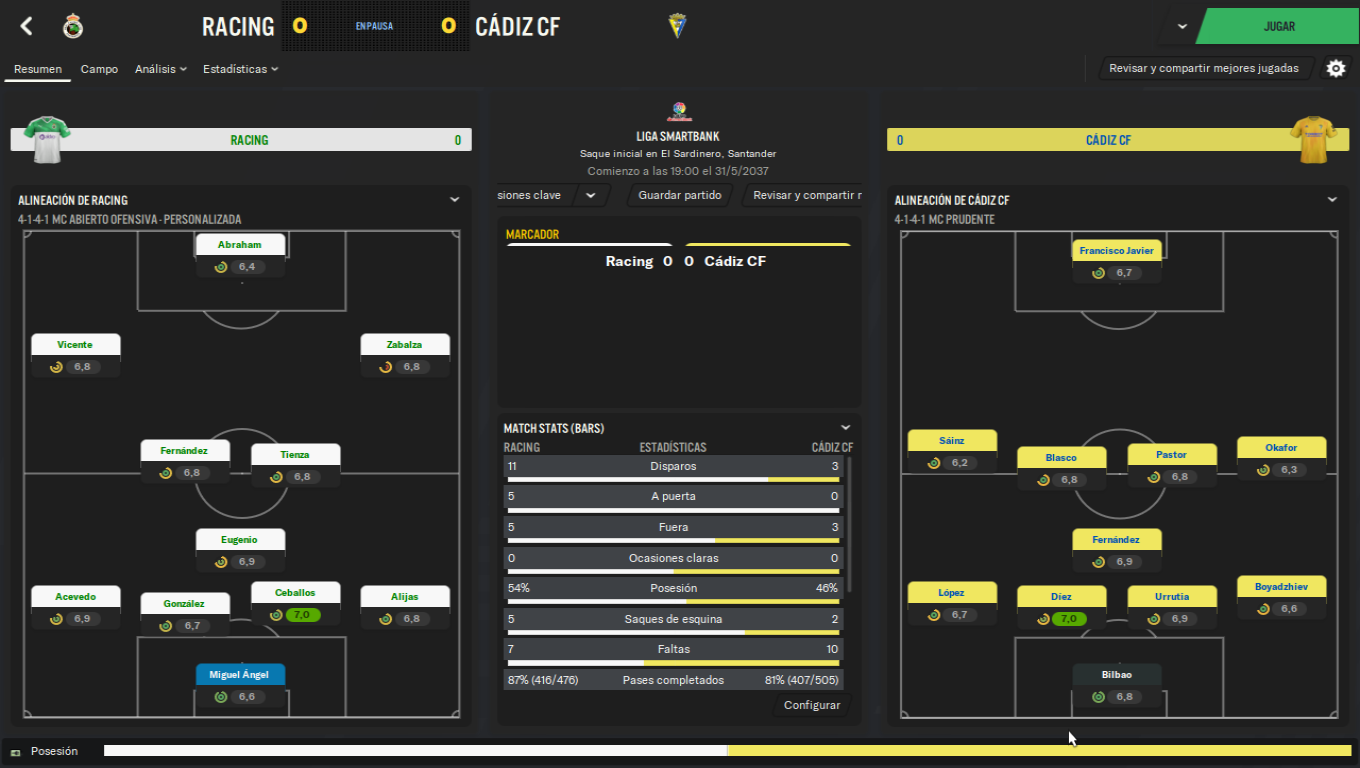 RACING 0 EN PAUSA 0 CÁDIZ CF
JUGAR
Resumen Campo Análisis Estadísticas
Revisar y compartir mejores jugadas
RACING 0
LIGA SMARTBANK
Saque inicial en El Sardinero, Santander
Comienzo a las 19:00 el 31/5/2037
siones clave Guardar partido Revisar y compartir r
0 CÁDIZ CF
ALINEACIÓN DE RACING
4-1-4-1 MC ABIERTO OFENSIVA - PERSONALIZADA
Abraham
6,4
Vicente Zabalza
6,8 6,8
Fernández Tienza
6,8 6,8
Eugenio
6,9
Acevedo González Ceballos Alijas
6,9 6,7 7,0 6,8
Miguel Ángel
6,6
MARCADOR
Racing 0 0 Cádiz CF
MATCH STATS (BARS)
RACING ESTADÍSTICAS CÁDIZ CF
11 Disparos 3
5 A puerta 0
5 Fuera 3
0 Ocasiones claras 0
54% Posesión 46%
5 Saques de esquina 2
7 Faltas 10
87% (416/476) Pases completados 81% (407/505)
Configurar
ALINEACIÓN DE CÁDIZ CF
4-1-4-1 MC PRUDENTE
Francisco Javier
6,7
Sáinz Blasco Pastor Okafor
6,2 6,8 6,8 6,3
Fernández
6,9
López Díez Urrutia Boyadzhiev
6,7 7,0 6,9 6,6
Bilbao
6,8
Posesión